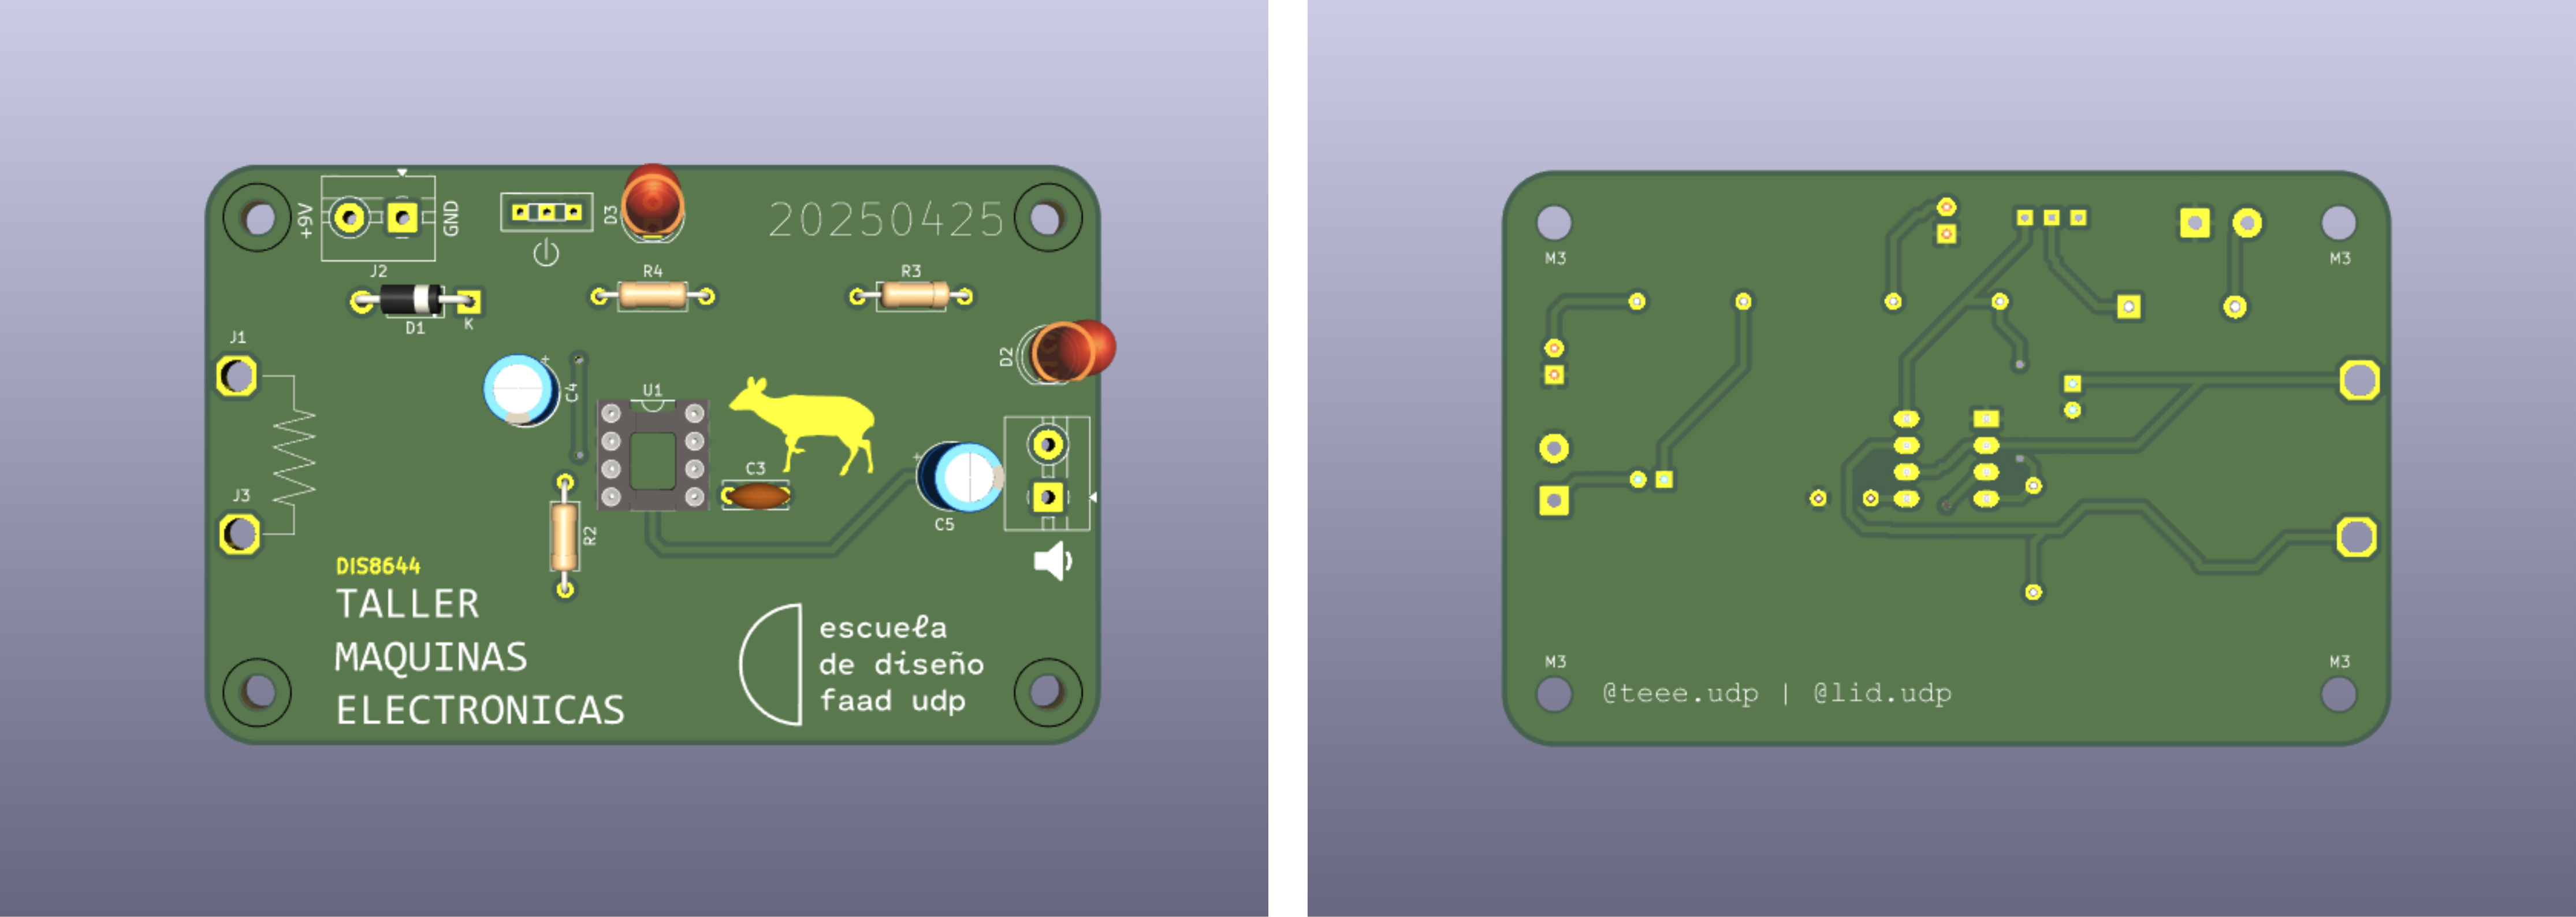 +9V
GND
J2
D3
20250425
R4
R3
D1
K
J1
D2
+
C4
U1
C3
+
C5
J3
R2
DIS8644
TALLER
MAQUINAS
ELECTRONICAS
escuela
de diseño
faad udp
M3
M3
M3
M3
@teee.udp | @lid.udp